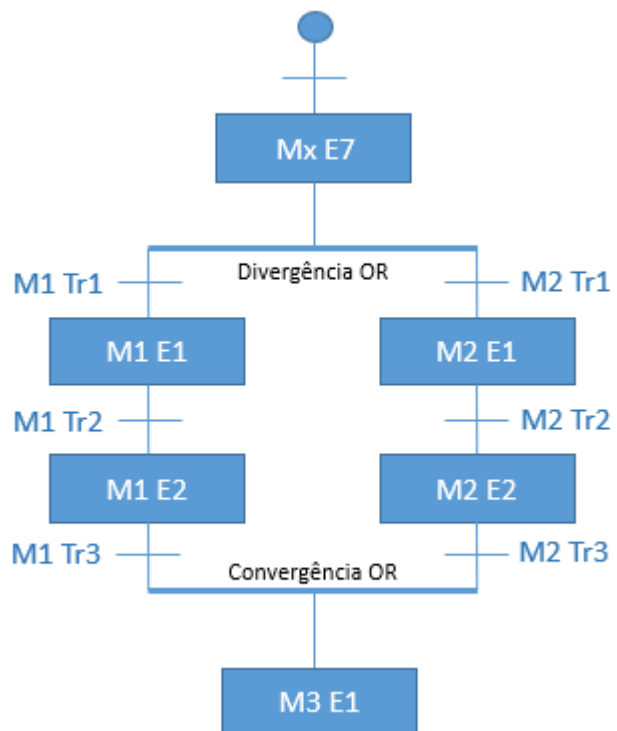 Mx E7
Divergência OR
M1 Tr1
M2 Tr1
M1 E1
M2 E1
M1 Tr2
M2 Tr2
M1 E2
M2 E2
M1 Tr3
M2 Tr3
Convergência OR
M3 E1